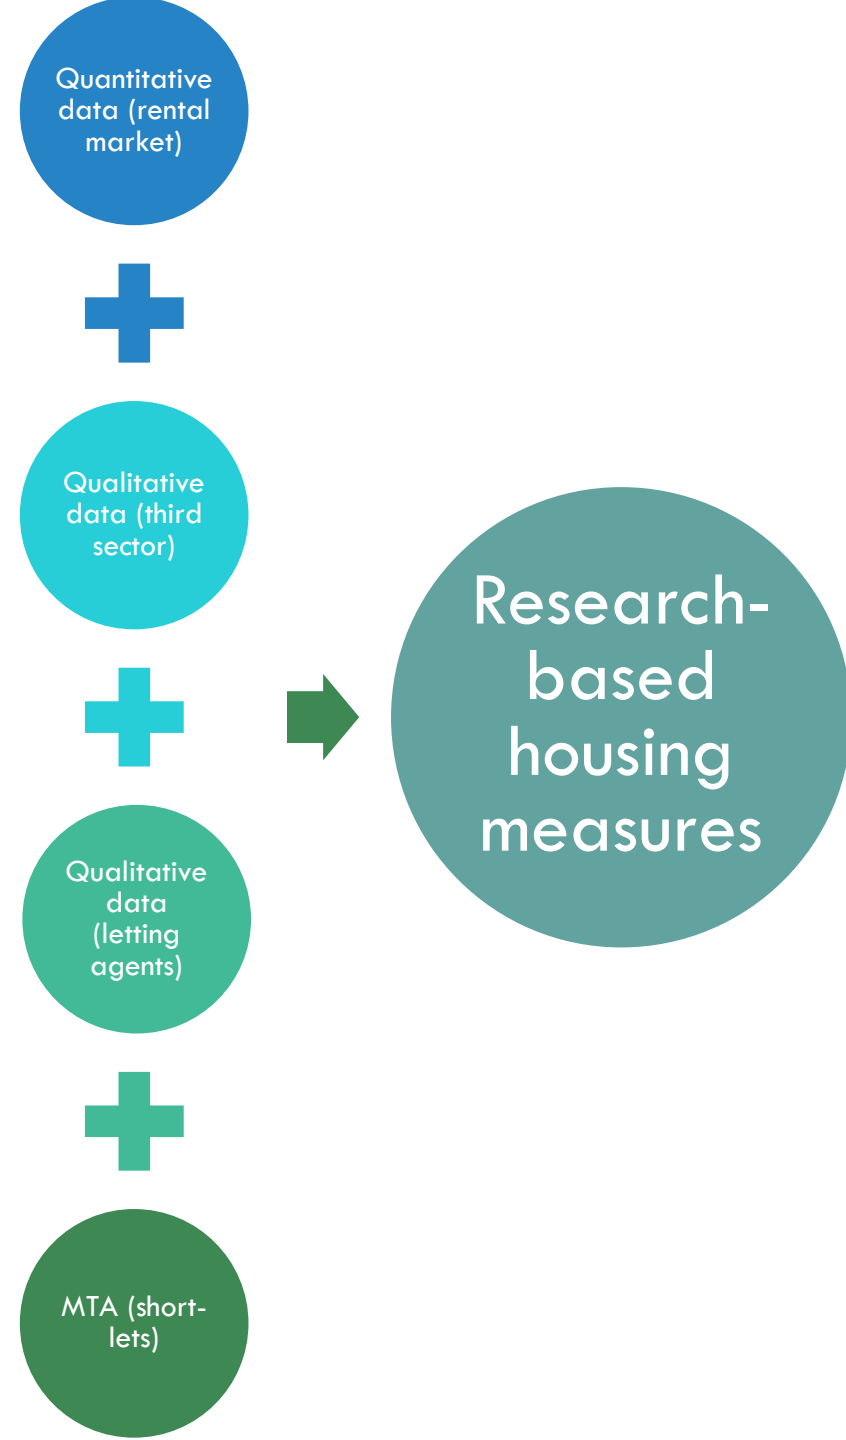 Quantitative
data (rental
market)
Qualitative
data (third
sector)
Qualitative
data
(letting
agents)
MTA (short-
lets)
Research-
based
housing
measures